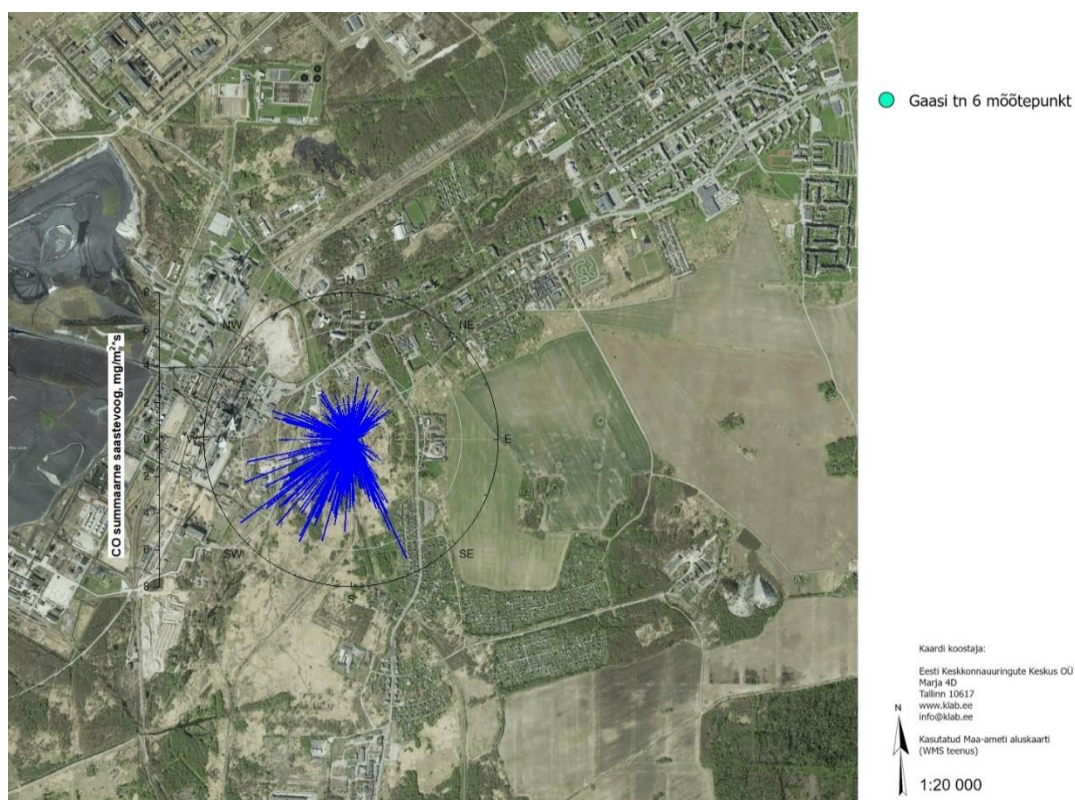 Gaasi tn 6 mõõtepunkt
N
NW
NE
8
6
4
2
0
E
2
6
8
SW
SE
S
CO summaarne saastevoog, mg/m²*s
Kaardi koostaja:
Eesti Keskkonnauuringute Keskus OÜ
Marja 4D
Tallinn 10617
www.klab.ee
info@klab.ee
N
Kasutatud Maa-ameti aluskaarti
(WMS teenus)
1:20 000